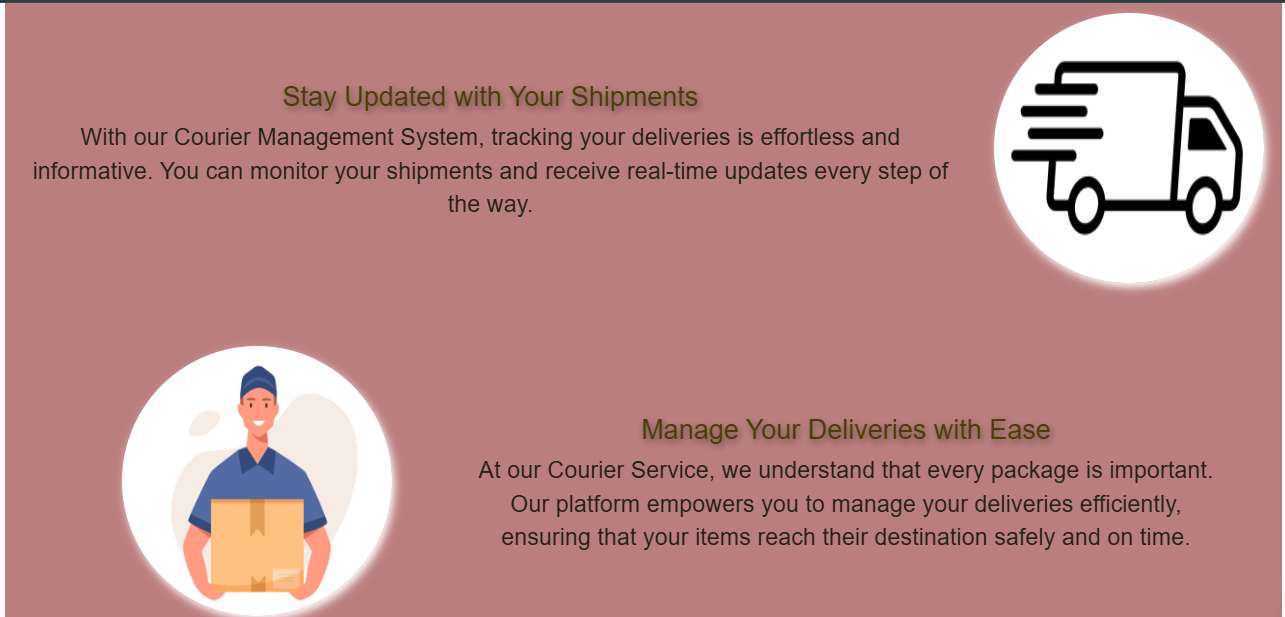 Stay Updated with Your Shipments
With our Courier Management System, tracking your deliveries is effortless and
informative. You can monitor your shipments and receive real-time updates every step of
the way.
Manage Your Deliveries with Ease
At our Courier Service, we understand that every package is important.
Our platform empowers you to manage your deliveries efficiently,
ensuring that your items reach their destination safely and on time.